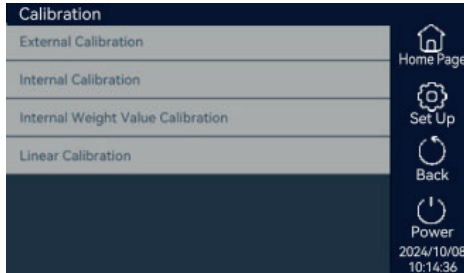 Calibration
External Calibration
Internal Calibration
Internal Weight Value Calibration
Linear Calibration
Home Page
Set Up
Back
Power
2024/10/08
10:14:36